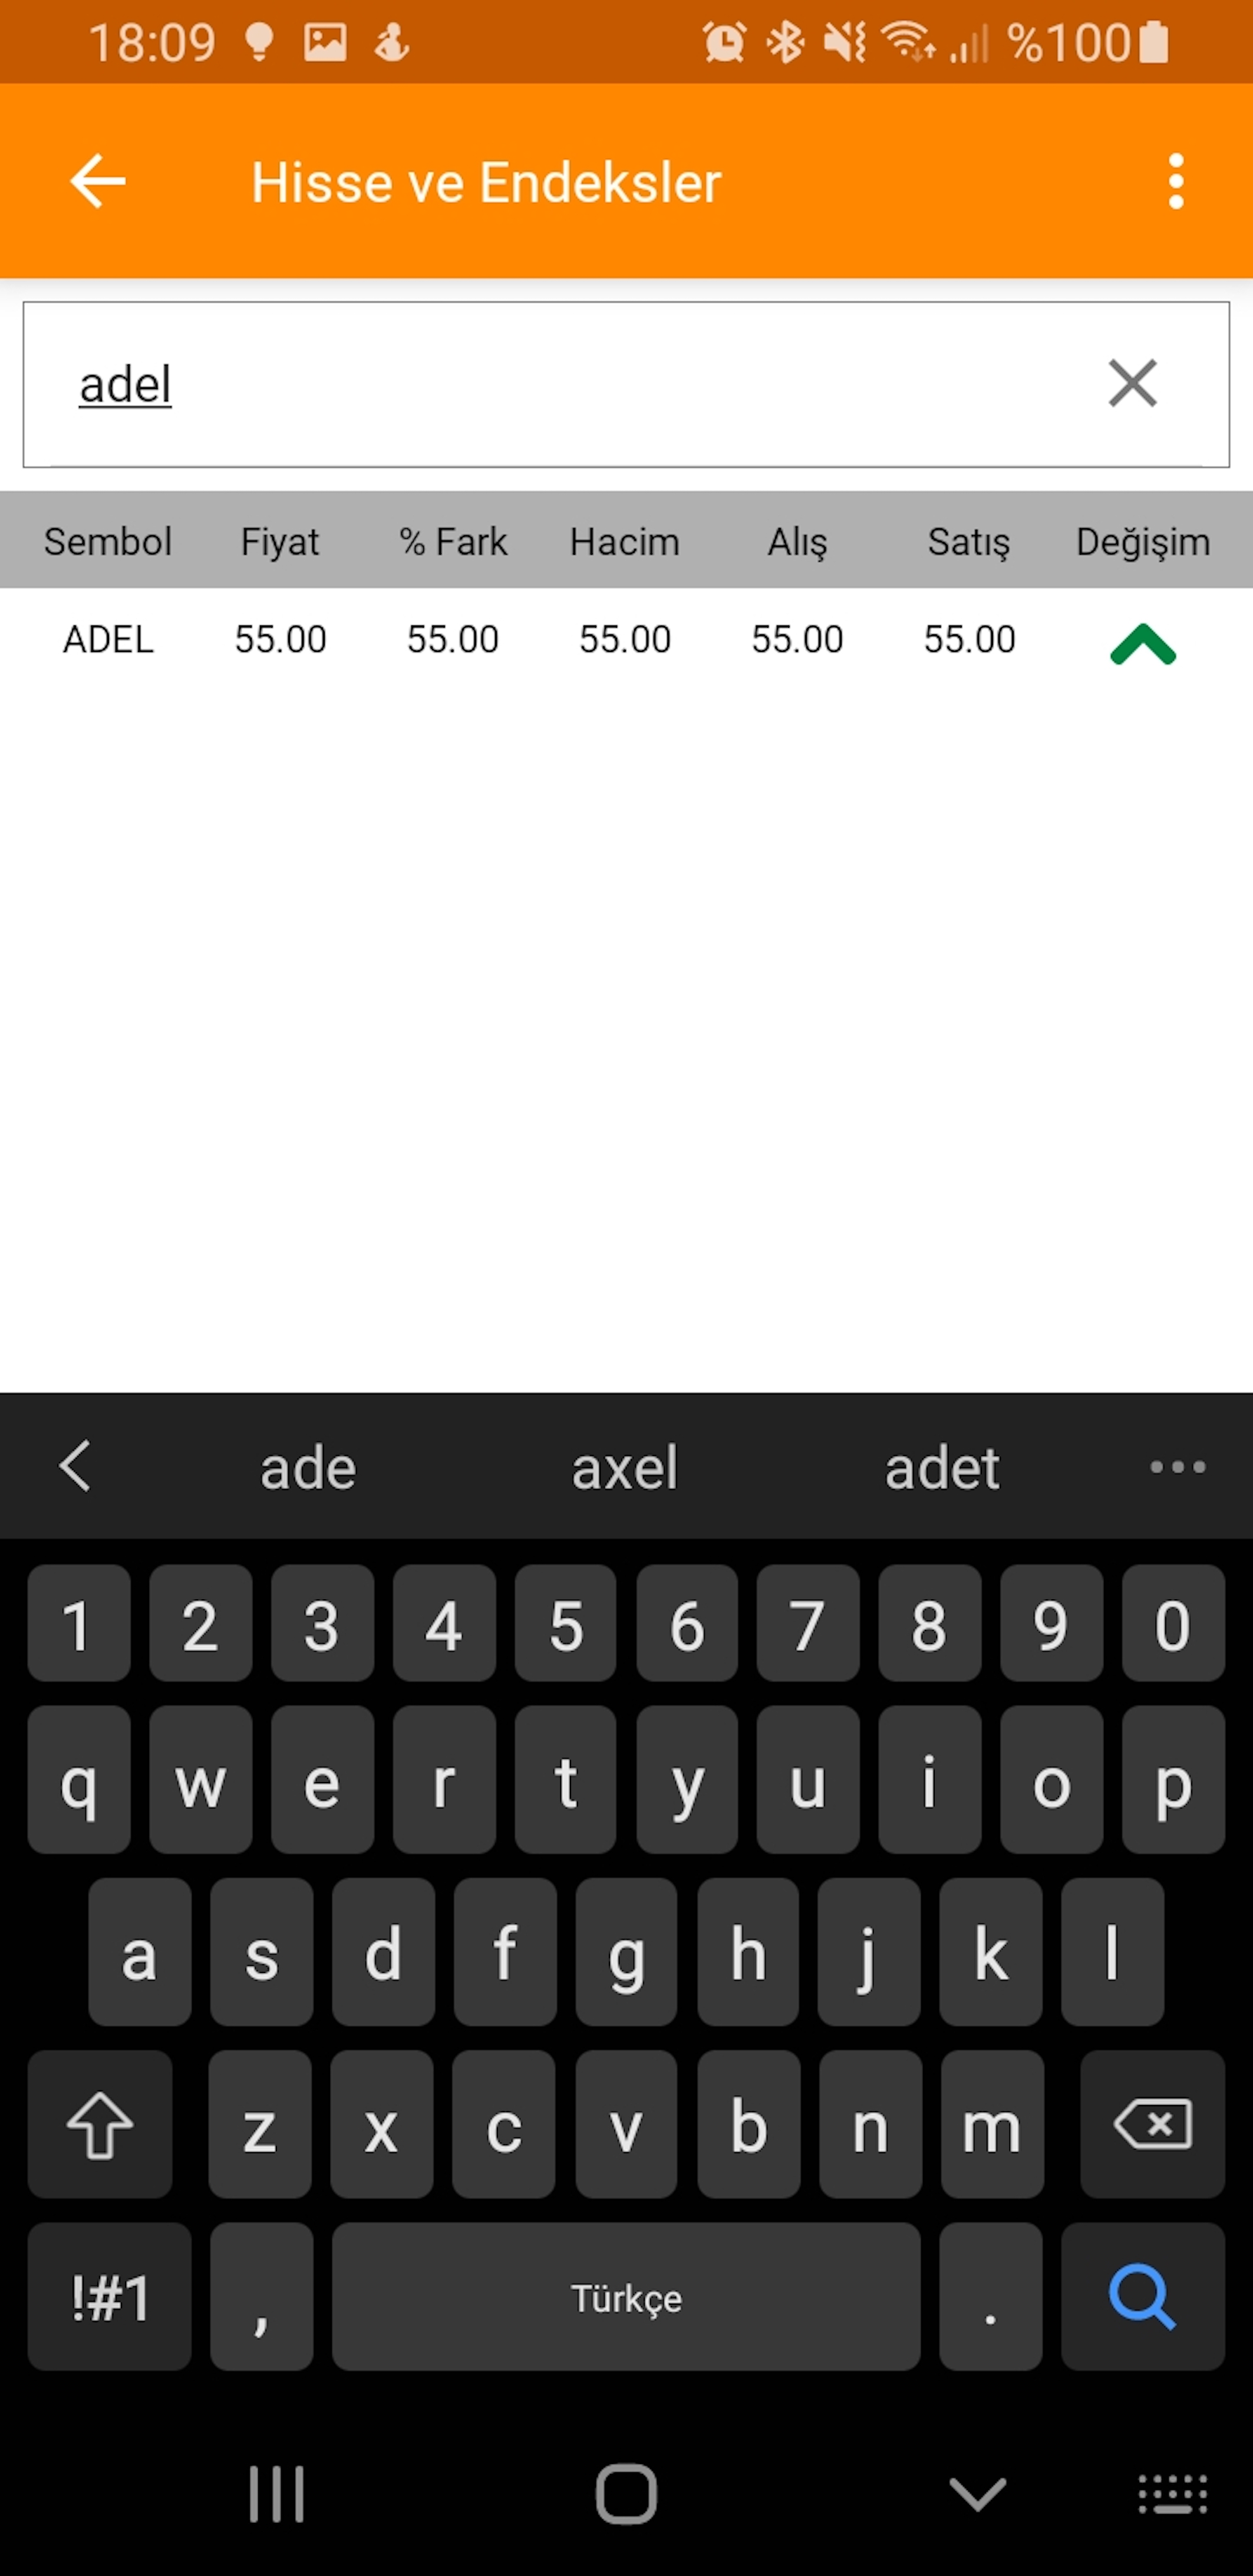 18:09 %100
Hisse ve Endeksler
adel
Sembol Fiyat % Fark Hacim Alış Satış Değişim
ADEL 55.00 55.00 55.00 55.00 55.00
ade axel adet
1 2 3 4 5 6 7 8 9 0
q w e r t y u i o p
a s d f g h j k l
z x c v b n m
!#1 , Türkçe .